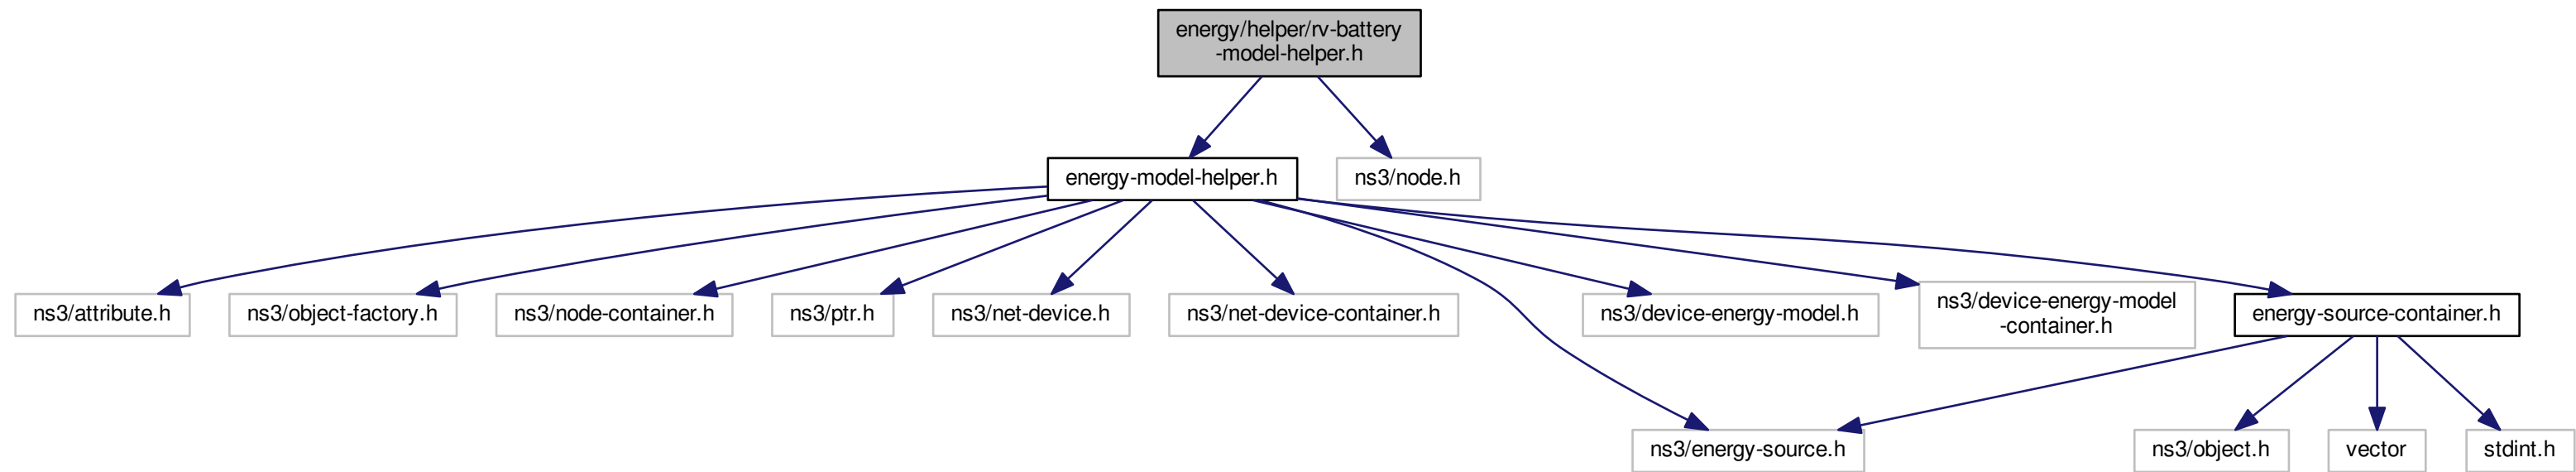 energy/helper/rv-battery
-model-helper.h
energy-model-helper.h
ns3/node.h
ns3/attribute.h
ns3/object-factory.h
ns3/node-container.h
ns3/ptr.h
ns3/net-device.h
ns3/net-device-container.h
ns3/device-energy-model.h
ns3/device-energy-model
-container.h
energy-source-container.h
ns3/energy-source.h
ns3/object.h
vector
stdint.h